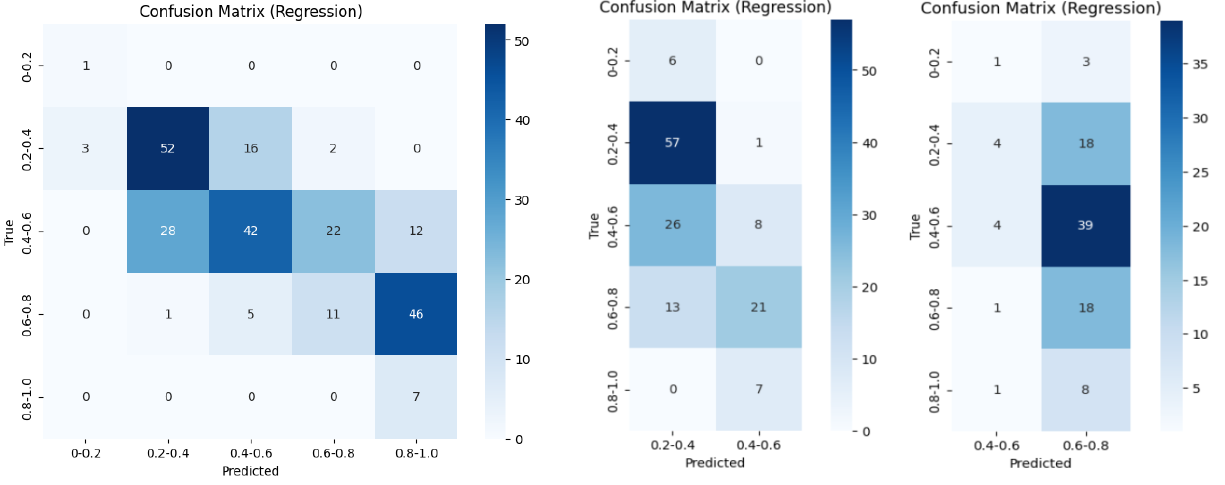 Confusion Matrix (Regression)
0-0.2 1 0 0 0 0
0.2-0.4 3 52 16 2 0
0.4-0.6 0 28 42 22 12
0.6-0.8 0 1 5 11 46
0.8-1.0 0 0 0 0 7
True
0-0.2 0.2-0.4 0.4-0.6 0.6-0.8 0.8-1.0
Predicted
50
40
30
20
10
0
Confusion Matrix (Regression)
0-0.2 6 0
0.2-0.4 57 1
0.4-0.6 26 8
0.6-0.8 13 21
0.8-1.0 0 7
True
0.2-0.4 0.4-0.6
Predicted
50
40
30
20
10
0
Confusion Matrix (Regression)
0-0.2 1 3
0.2-0.4 4 18
0.4-0.6 4 39
0.6-0.8 1 18
0.8-1.0 1 8
True
0.4-0.6 0.6-0.8
Predicted
35
30
25
20
15
10
5